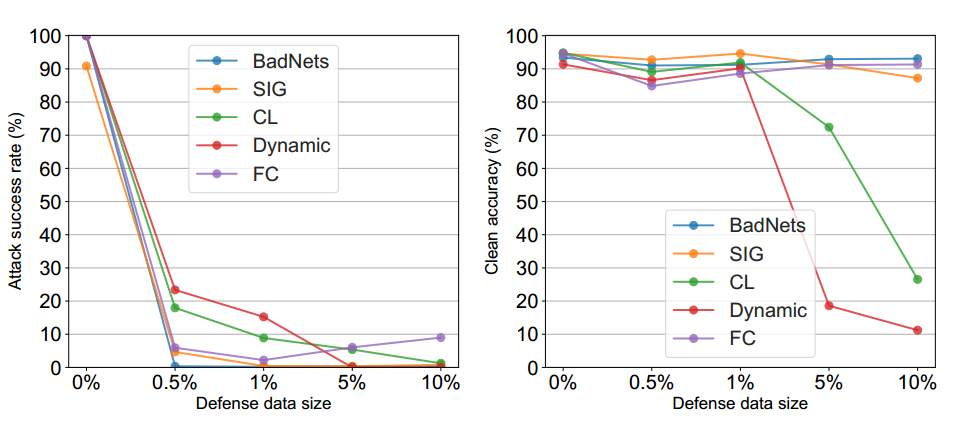 100
90
80
70
60
50
40
30
20
10
0
Attack success rate (%)
BadNets
SIG
CL
Dynamic
FC
0% 0.5% 1% 5% 10%
Defense data size
100
90
80
70
60
50
40
30
20
10
0
Clean accuracy (%)
BadNets
SIG
CL
Dynamic
FC
0% 0.5% 1% 5% 10%
Defense data size